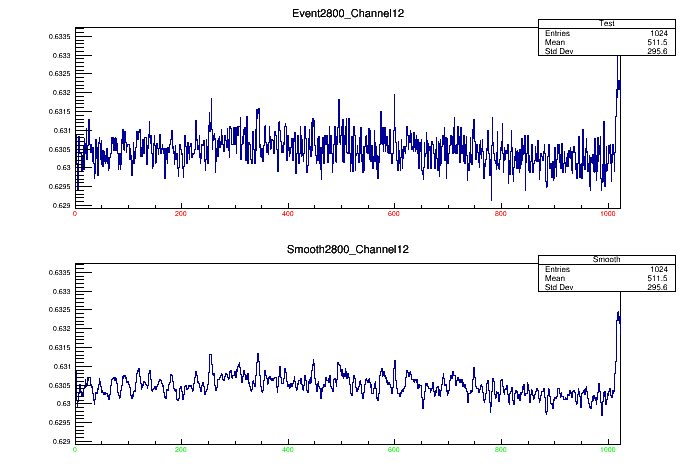 Event2800_Channel12
Test
Entries 1024
Mean 511.5
Std Dev 295.6
0.6335
0.633
0.6325
0.632
0.6315
0.631
0.6305
0.63
0.6295
0.629
0 200 400 600 800 1000
Smooth2800_Channel12
Smooth
Entries 1024
Mean 511.5
Std Dev 295.6
0.6335
0.633
0.6325
0.632
0.6315
0.631
0.6305
0.63
0.6295
0.629
0 200 400 600 800 1000